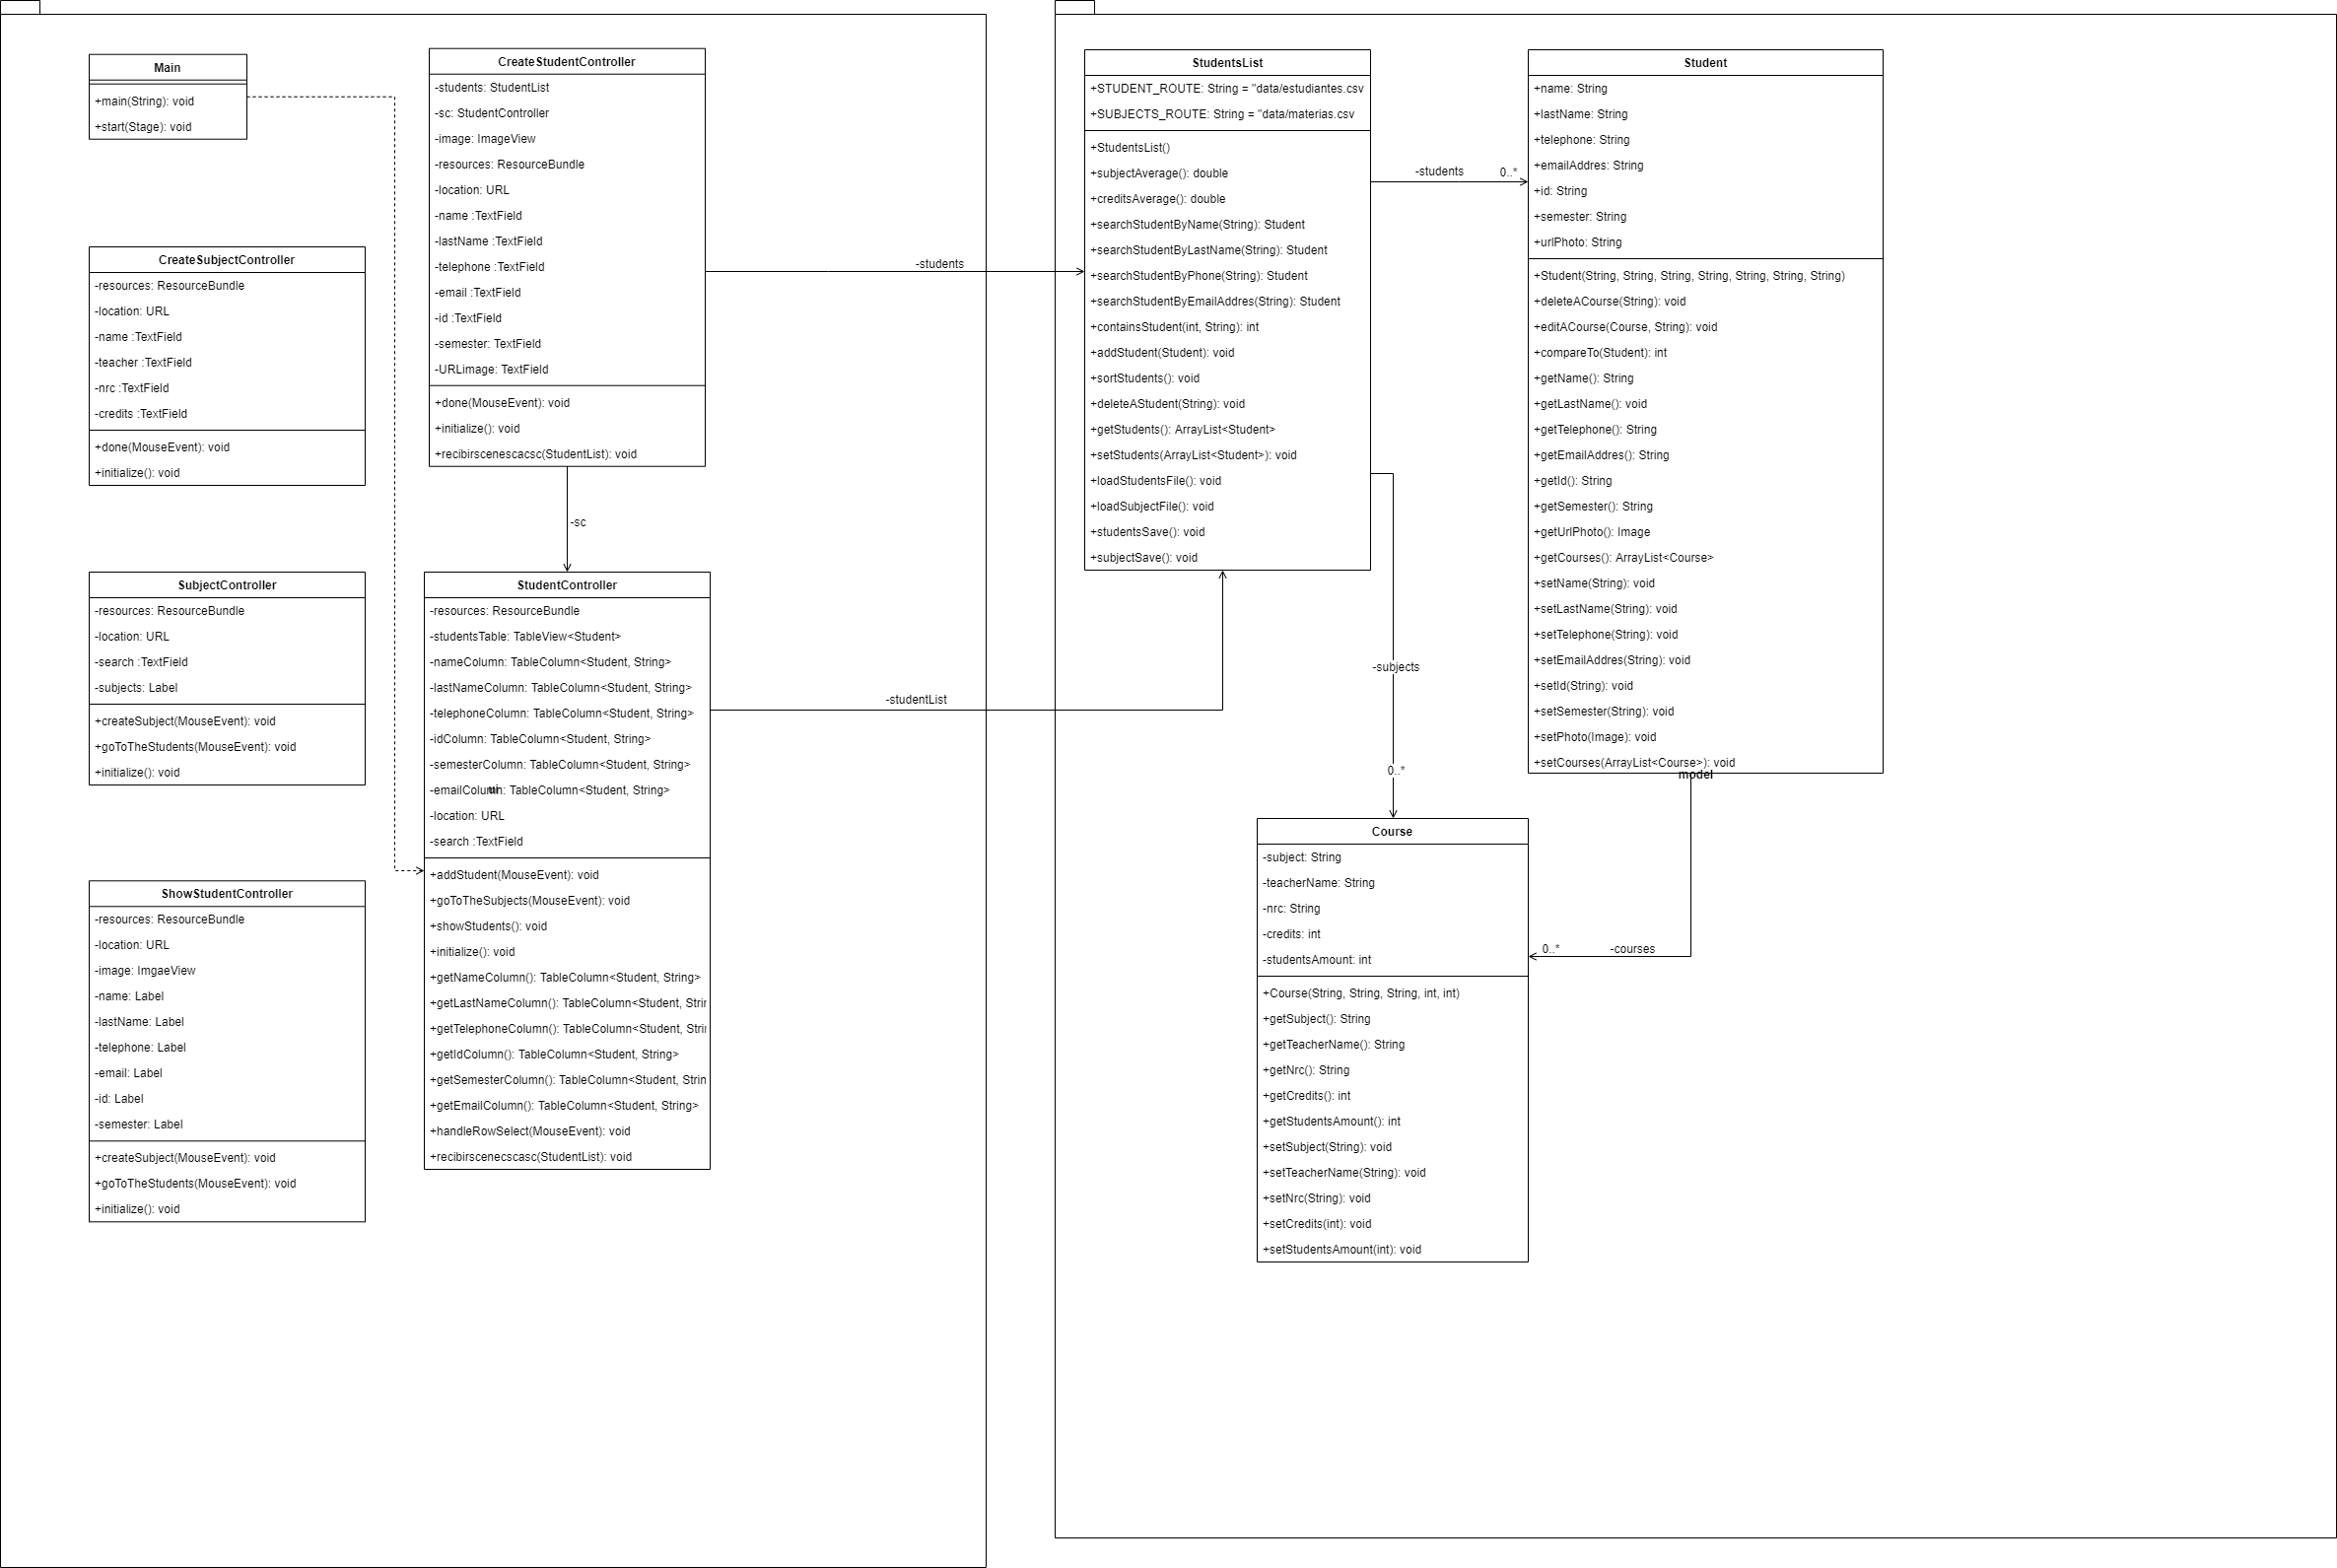 Main
+main(String): void
+start(Stage): void
CreateSubjectController
-resources: ResourceBundle
-location: URL
-name :TextField
-teacher :TextField
-nrc :TextField
-credits :TextField
+done(MouseEvent): void
+initialize(): void
SubjectController
-resources: ResourceBundle
-location: URL
-search :TextField
-subjects: Label
+createSubject(MouseEvent): void
+goToTheStudents(MouseEvent): void
+initialize(): void
ShowStudentController
-resources: ResourceBundle
-location: URL
-image: ImgaeView
-name: Label
-lastName: Label
-telephone: Label
-email: Label
-id: Label
-semester: Label
+createSubject(MouseEvent): void
+goToTheStudents(MouseEvent): void
+initialize(): void
CreateStudentController
-students: StudentList
-sc: StudentController
-image: ImageView
-resources: ResourceBundle
-location: URL
-name :TextField
-lastName :TextField
-telephone :TextField
-email :TextField
-id :TextField
-semester: TextField
-URLimage: TextField
+done(MouseEvent): void
+initialize(): void
+recibirscenescacsc(StudentList): void
-sc
StudentController
-resources: ResourceBundle
-studentsTable: TableView<Student>
-nameColumn: TableColumn<Student, String>
-lastNameColumn: TableColumn<Student, String>
-telephoneColumn: TableColumn<Student, String>
-idColumn: TableColumn<Student, String>
-semesterColumn: TableColumn<Student, String>
-emailColumn: TableColumn<Student, String>
ui
-location: URL
-search :TextField
+addStudent(MouseEvent): void
+goToTheSubjects(MouseEvent): void
+showStudents(): void
+initialize(): void
+getNameColumn(): TableColumn<Student, String>
+getLastNameColumn(): TableColumn<Student, Strin
+getTelephoneColumn(): TableColumn<Student, Strin
+getIdColumn(): TableColumn<Student, String>
+getSemesterColumn(): TableColumn<Student, Strin
+getEmailColumn(): TableColumn<Student, String>
+handleRowSelect(MouseEvent): void
+recibirscenecscasc(StudentList): void
-students
-studentList
StudentsList
+STUDENT_ROUTE: String = "data/estudiantes.csv
+SUBJECTS_ROUTE: String = "data/materias.csv
+StudentsList()
+subjectAverage(): double
+creditsAverage(): double
+searchStudentByName(String): Student
+searchStudentByLastName(String): Student
+searchStudentByPhone(String): Student
+searchStudentByEmailAddres(String): Student
+containsStudent(int, String): int
+addStudent(Student): void
+sortStudents(): void
+deleteAStudent(String): void
+getStudents(): ArrayList<Student>
+setStudents(ArrayList<Student>): void
+loadStudentsFile(): void
+loadSubjectFile(): void
+studentsSave(): void
+subjectSave(): void
-students
0..*
-subjects
0..*
Student
+name: String
+lastName: String
+telephone: String
+emailAddres: String
+id: String
+semester: String
+urlPhoto: String
+Student(String, String, String, String, String, String, String)
+deleteACourse(String): void
+editACourse(Course, String): void
+compareTo(Student): int
+getName(): String
+getLastName(): void
+getTelephone(): String
+getEmailAddres(): String
+getId(): String
+getSemester(): String
+getUrlPhoto(): Image
+getCourses(): ArrayList<Course>
+setName(String): void
+setLastName(String): void
+setTelephone(String): void
+setEmailAddres(String): void
+setId(String): void
+setSemester(String): void
+setPhoto(Image): void
+setCourses(ArrayList<Course>): void
model
0..*
-courses
Course
-subject: String
-teacherName: String
-nrc: String
-credits: int
-studentsAmount: int
+Course(String, String, String, int, int)
+getSubject(): String
+getTeacherName(): String
+getNrc(): String
+getCredits(): int
+getStudentsAmount(): int
+setSubject(String): void
+setTeacherName(String): void
+setNrc(String): void
+setCredits(int): void
+setStudentsAmount(int): void